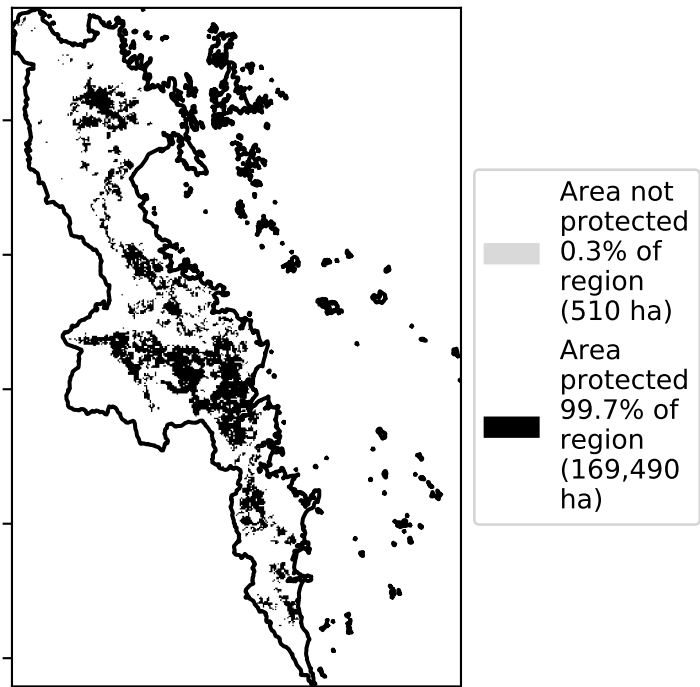 Area not
protected
0.3% of
region
(510 ha)
Area
protected
99.7% of
region
(169,490
ha)